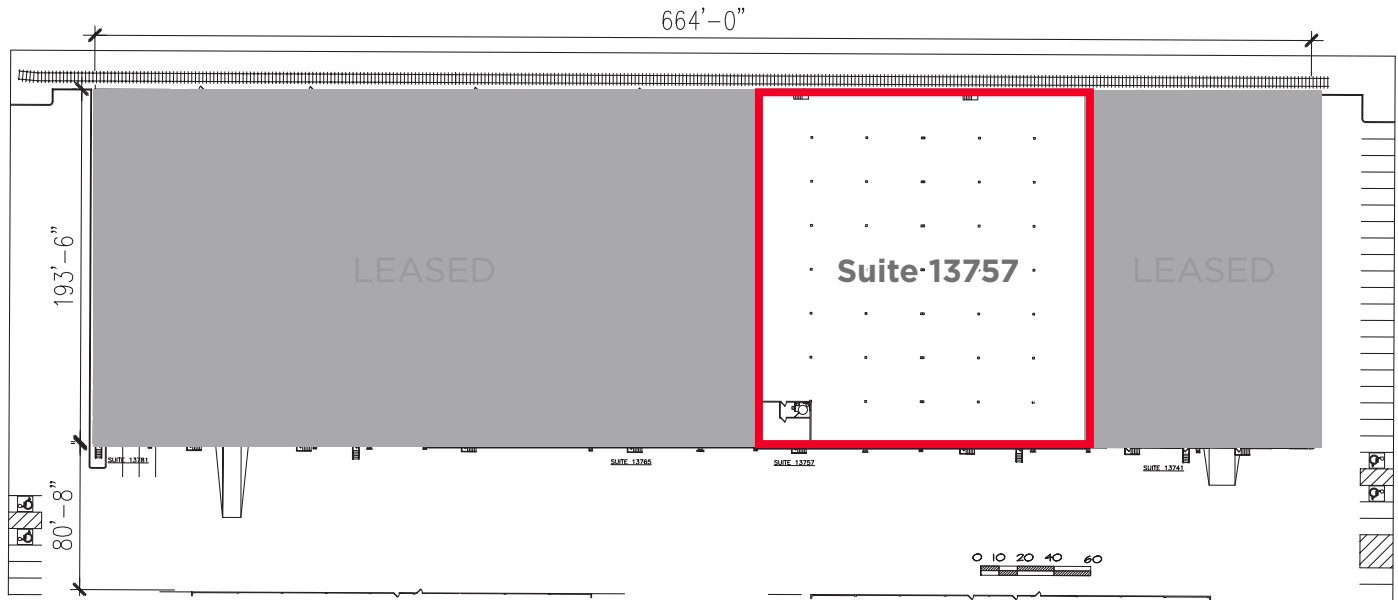 664'-0"
193'-6"
LEASED
Suite 13757
LEASED
SUITE 13781
SUITE 13765
SUITE 13757
SUITE 13741
80'-8"
0 10 20 40 60